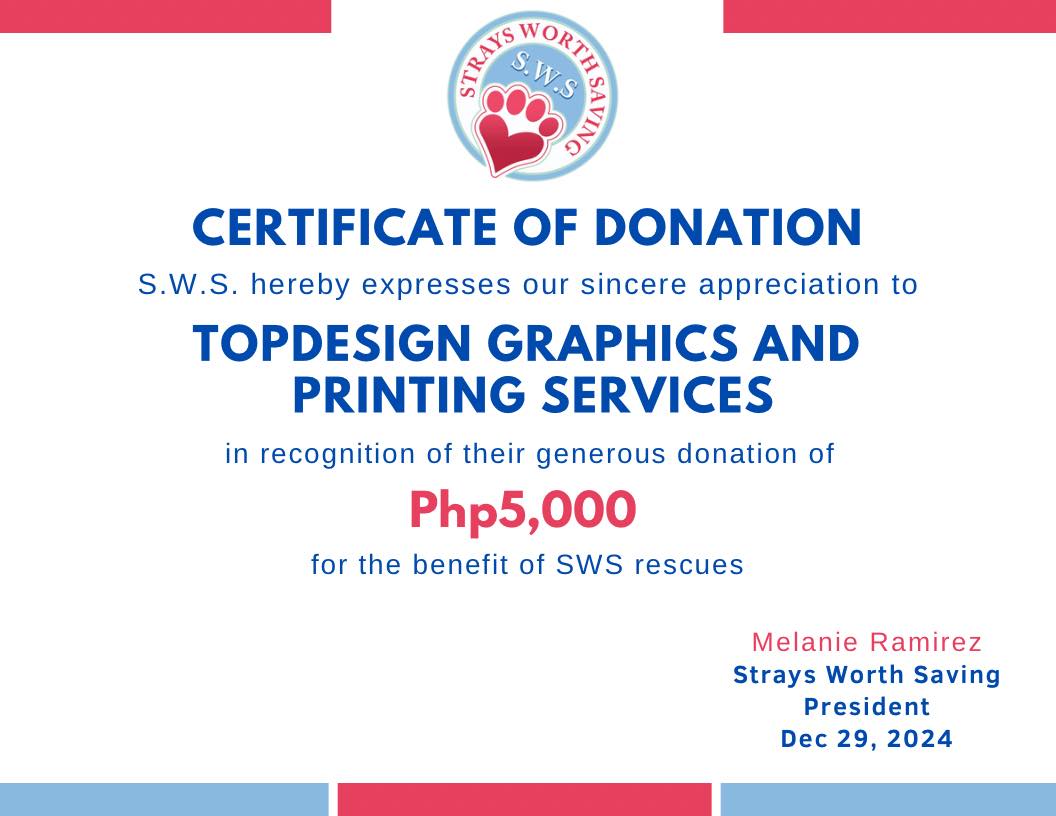 STRAYS WORTH SAVING
S.W.S
CERTIFICATE OF DONATION
S.W.S. hereby expresses our sincere appreciation to
TOPDESIGN GRAPHICS AND
PRINTING SERVICES
in recognition of their generous donation of
Php5,000
for the benefit of SWS rescues
Melanie Ramirez
Strays Worth Saving
President
Dec 29, 2024